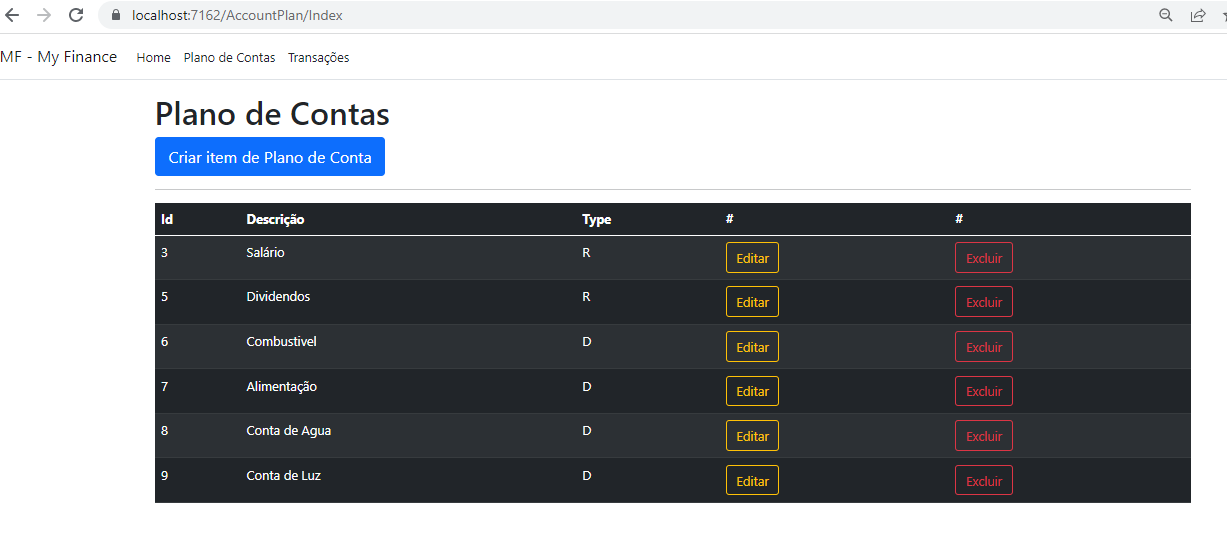 localhost:7162/AccountPlan/Index
MF - My Finance Home Plano de Contas Transações
Plano de Contas
Criar item de Plano de Conta
Id Descrição Type # #
3 Salário R Editar Excluir
5 Dividendos R Editar Excluir
6 Combustivel D Editar Excluir
7 Alimentação D Editar Excluir
8 Conta de Agua D Editar Excluir
9 Conta de Luz D Editar Excluir